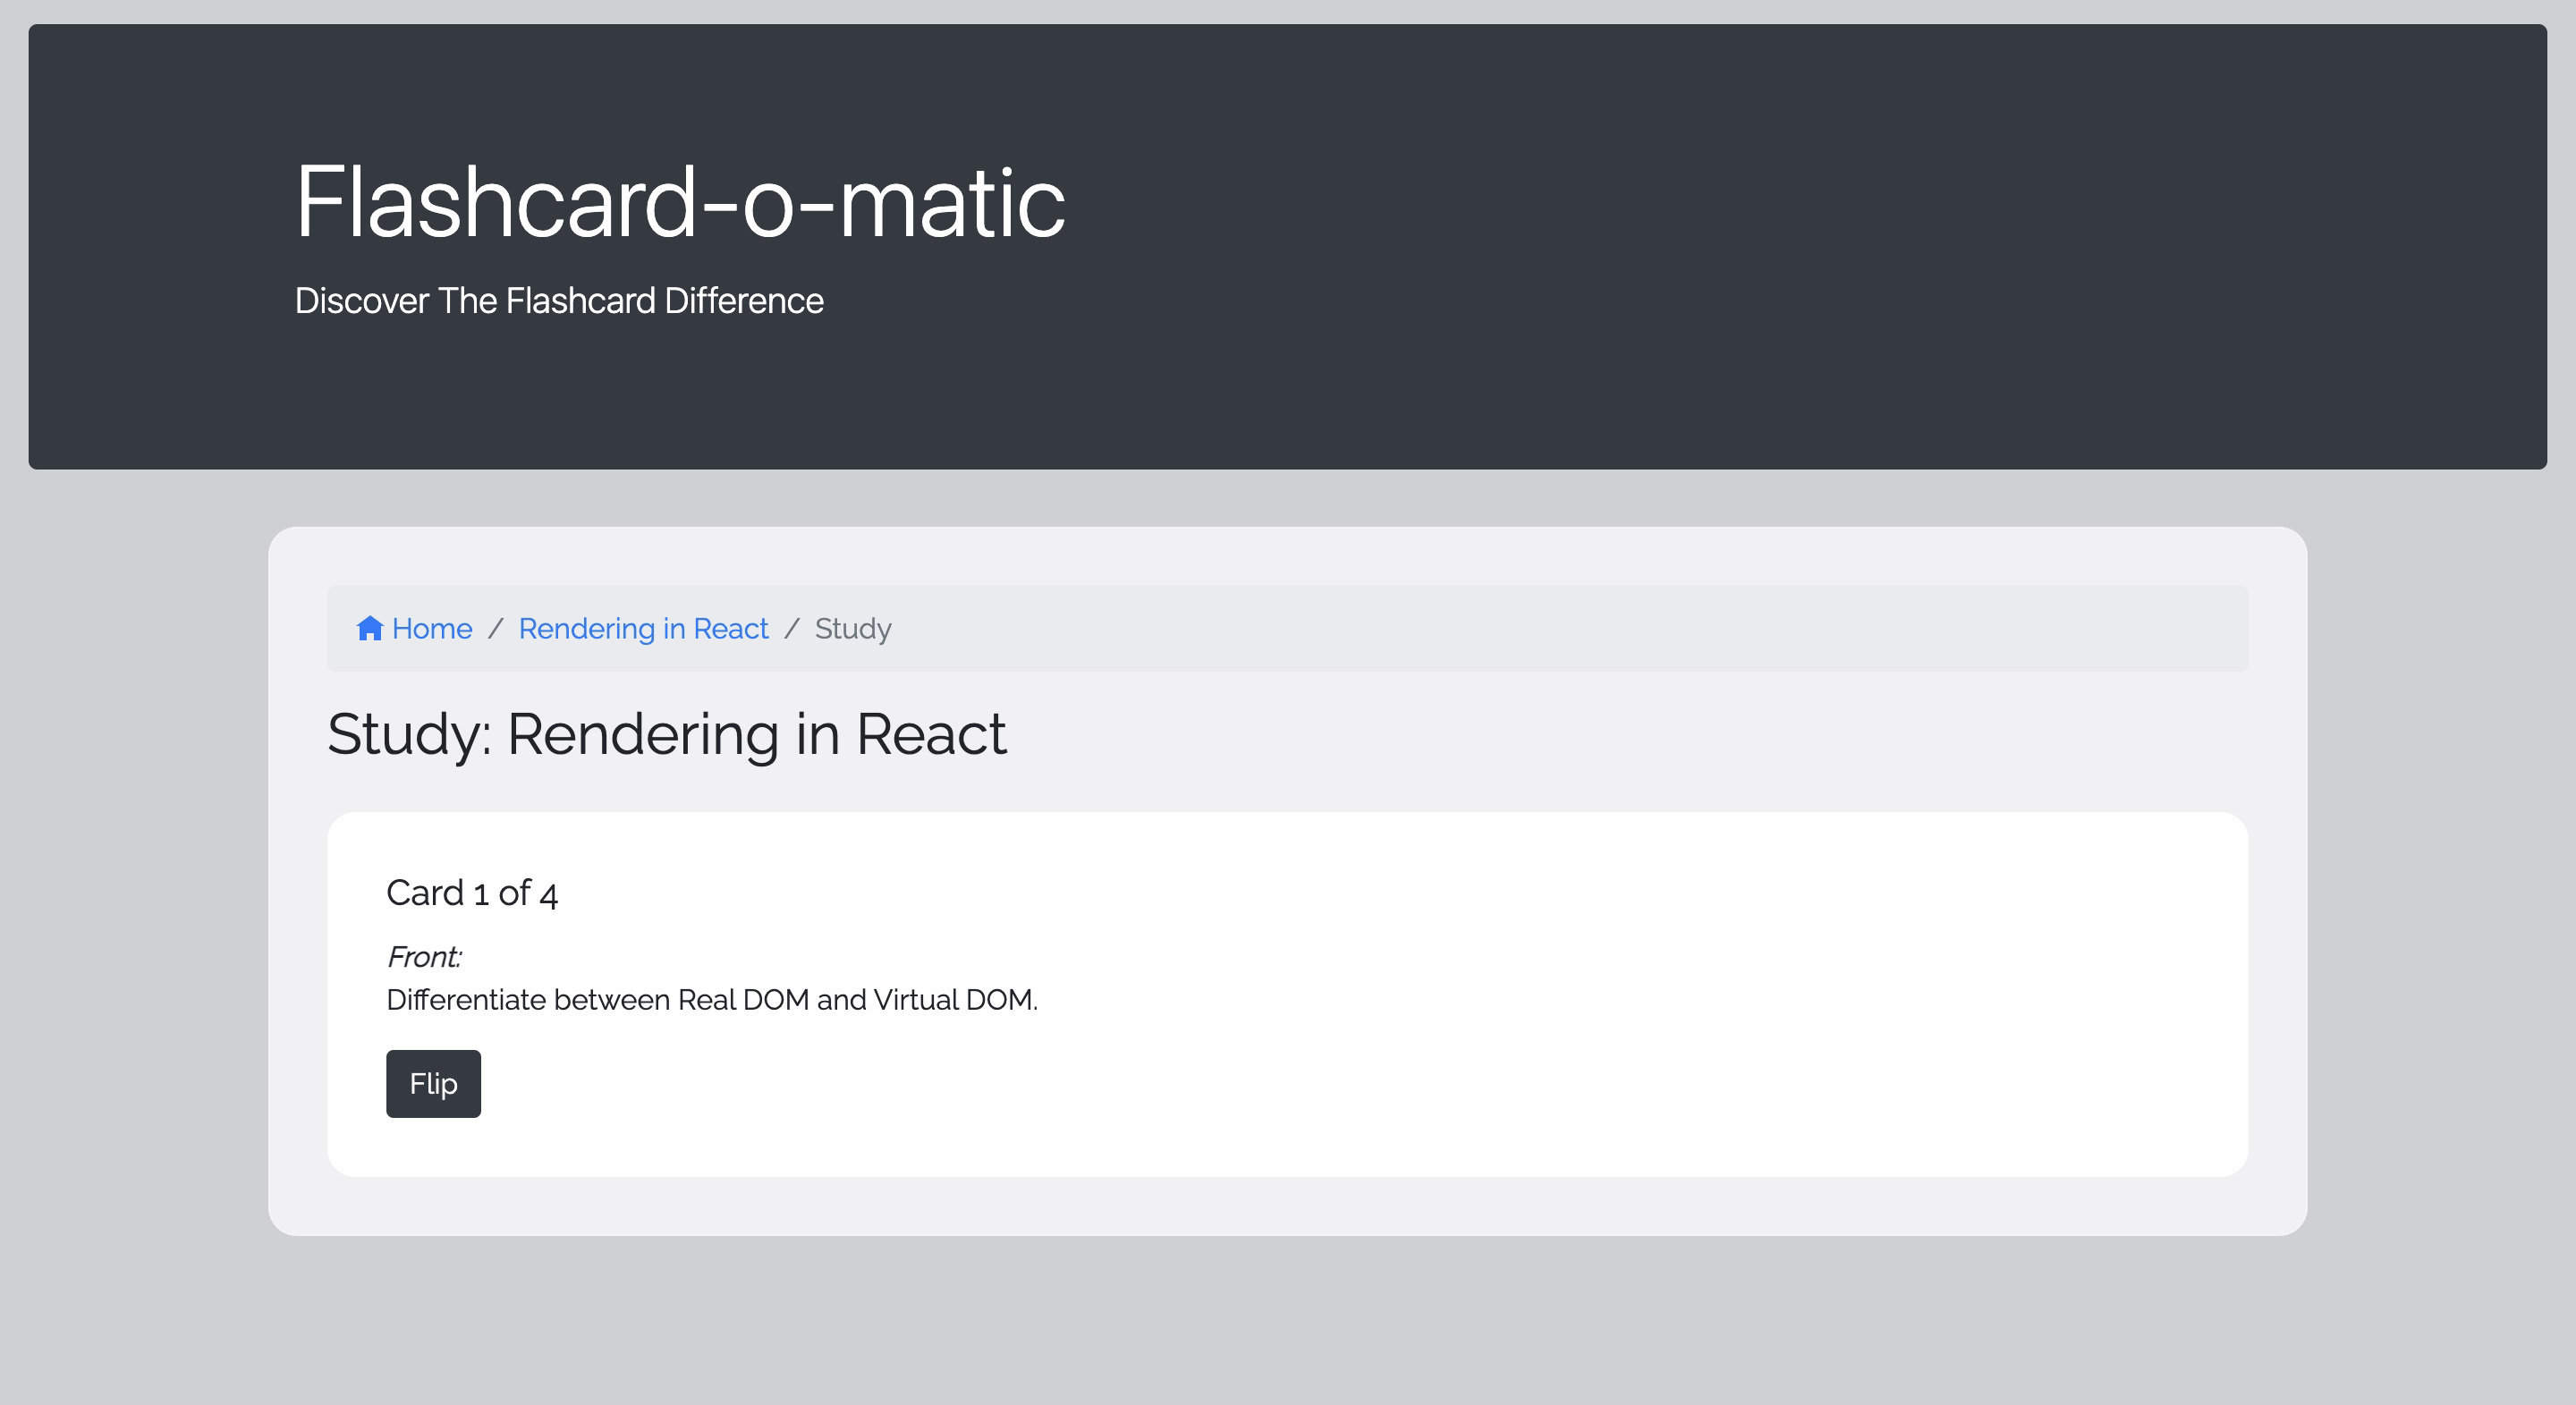 Flashcard-o-matic
Discover The Flashcard Difference
Home / Rendering in React / Study
Study: Rendering in React
Card 1 of 4
Front:
Differentiate between Real DOM and Virtual DOM.
Flip